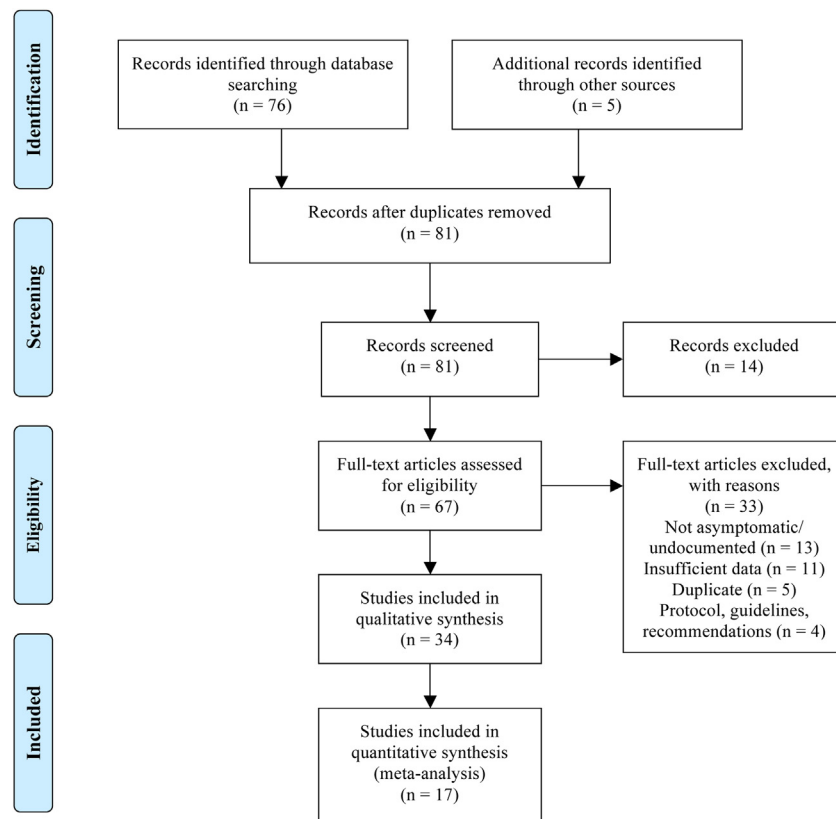 Identification
Records identified through database
searching
(n = 76)
Additional records identified
through other sources
(n = 5)
Records after duplicates removed
(n = 81)
Screening
Records screened
(n = 81)
Records excluded
(n = 14)
Eligibility
Full-text articles assessed
for eligibility
(n = 67)
Full-text articles excluded,
with reasons
(n = 33)
Not asymptomatic/
undocumented (n = 13)
Insufficient data (n = 11)
Duplicate (n = 5)
Protocol, guidelines,
recommendations (n = 4)
Studies included in
qualitative synthesis
(n = 34)
Included
Studies included in
quantitative synthesis
(meta-analysis)
(n = 17)